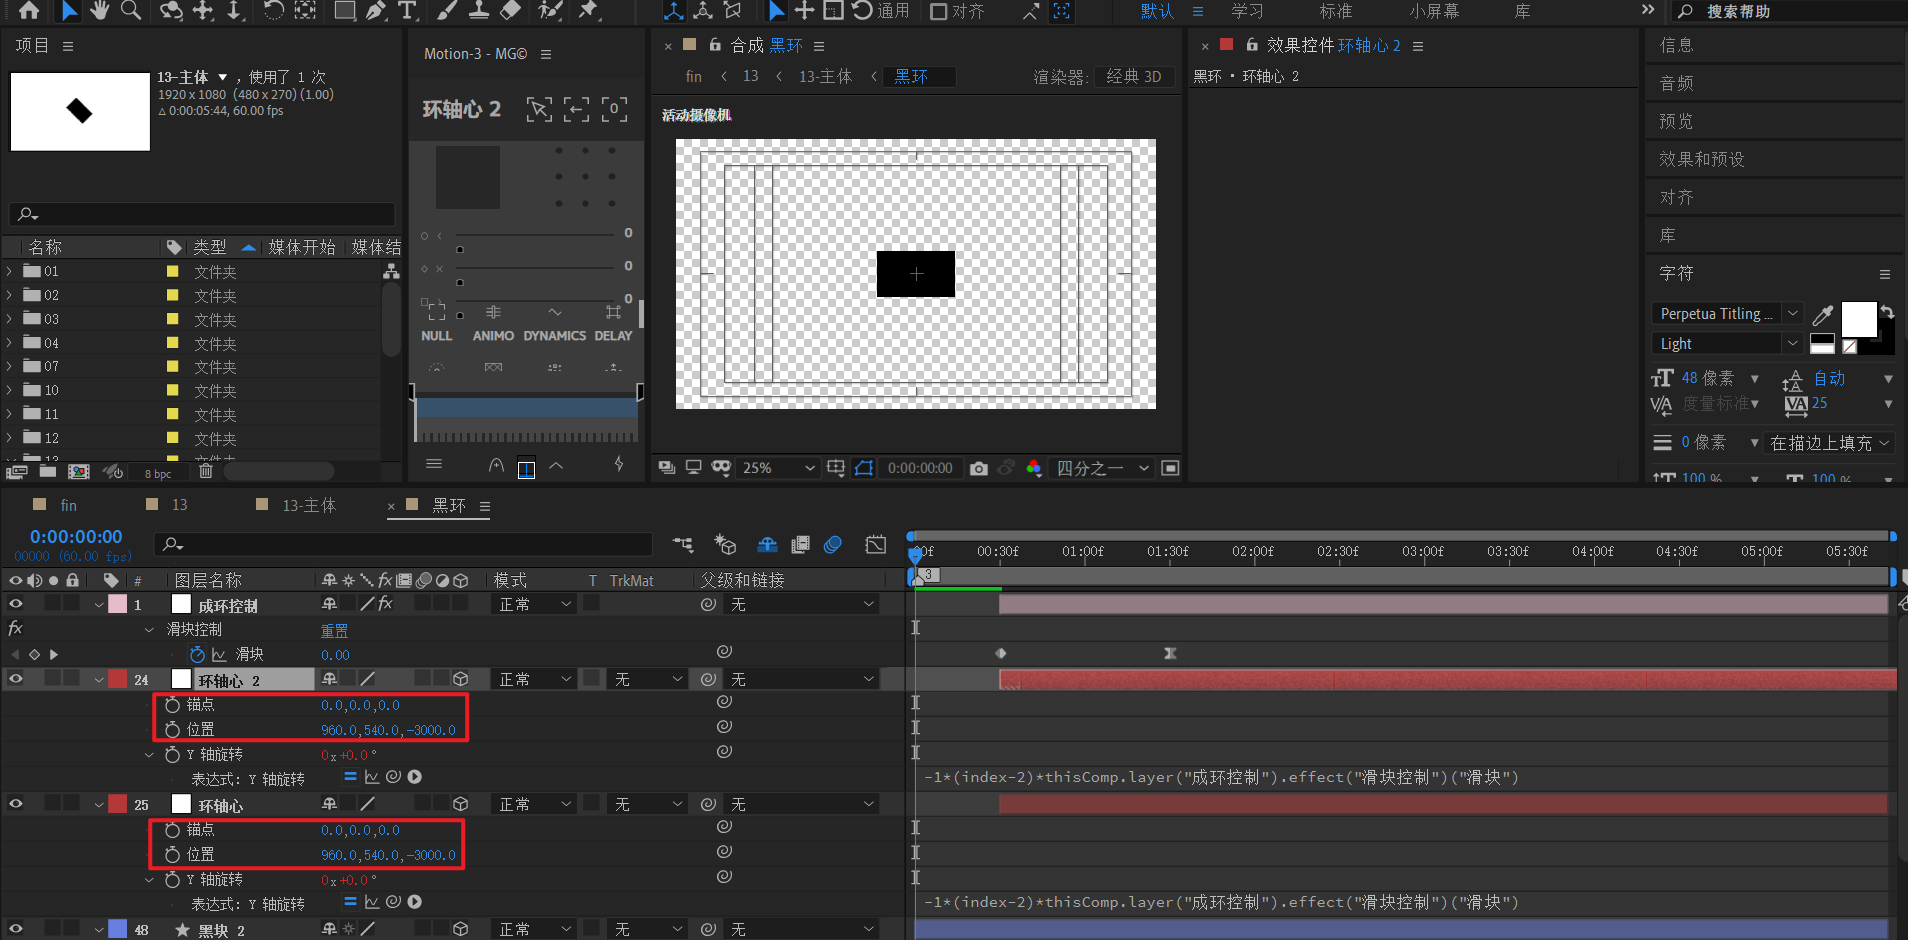 T
通用
对齐
默认
学习
标准
小屏幕
库
搜索帮助
项目
13-主体 ▼ , 使用了 1 次
1920 x 1080 (480 x 270) (1.00)
Δ 0:00:05:44, 60.00 fps
名称
类型
媒体开始
媒体结
01 文件夹
02 文件夹
03 文件夹
04 文件夹
07 文件夹
10 文件夹
11 文件夹
12 文件夹
8 bpc
Motion-3 - MG©
环轴心 2
0
0
0
0
NULL ANIMO DYNAMICS DELAY
合成 黑环
fin < 13 < 13-主体 < 黑环
渲染器: 经典 3D
活动摄像机
25%
0:00:00:00
四分之一
效果控件 环轴心 2
黑环 · 环轴心 2
信息
音频
预览
效果和预设
对齐
库
字符
Perpetua Titling ...
Light
48 像素
自动
度量标准
25
0 像素
在描边上填充
100 %
100 %
fin
13
13-主体
黑环
0:00:00:00
00000 (60.00 fps)
# 图层名称 fx 模式 T TrkMat 父级和链接
00f 00:30f 01:00f 01:30f 02:00f 02:30f 03:00f 03:30f 04:00f 04:30f 05:00f 05:30f
3
1 成环控制 fx 正常 无
fx 滑块控制 重置
滑块 0.00
24 环轴心 2 正常 无 无
锚点 0.0,0.0,0.0
位置 960.0,540.0,-3000.0
Y 轴旋转 0x+0.0°
表达式: Y 轴旋转
-1*(index-2)*thisComp.layer("成环控制").effect("滑块控制")("滑块")
25 环轴心 正常 无 无
锚点 0.0,0.0,0.0
位置 960.0,540.0,-3000.0
Y 轴旋转 0x+0.0°
表达式: Y 轴旋转
-1*(index-2)*thisComp.layer("成环控制").effect("滑块控制")("滑块")
48 ★ 黑块 2 正常 无 无